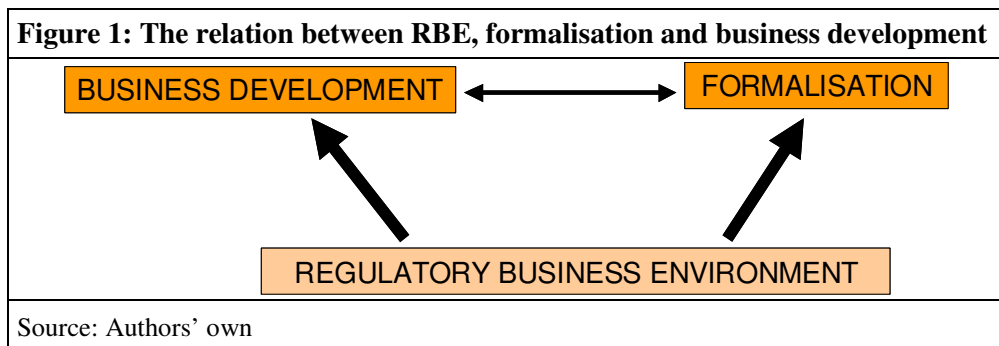 Figure 1: The relation between RBE, formalisation and business development
BUSINESS DEVELOPMENT
FORMALISATION
REGULATORY BUSINESS ENVIRONMENT
Source: Authors’ own